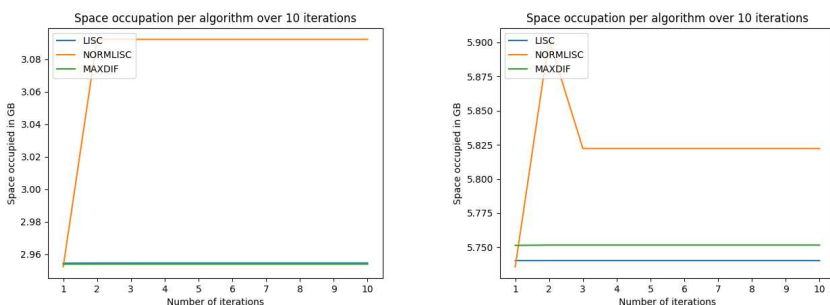 Space occupation per algorithm over 10 iterations
LISC
NORMLISC
MAXDIF
3.08
3.06
3.04
3.02
3.00
2.98
2.96
Space occupied in GB
1 2 3 4 5 6 7 8 9 10
Number of iterations
Space occupation per algorithm over 10 iterations
LISC
NORMLISC
MAXDIF
5.900
5.875
5.850
5.825
5.800
5.775
5.750
Space occupied in GB
1 2 3 4 5 6 7 8 9 10
Number of iterations